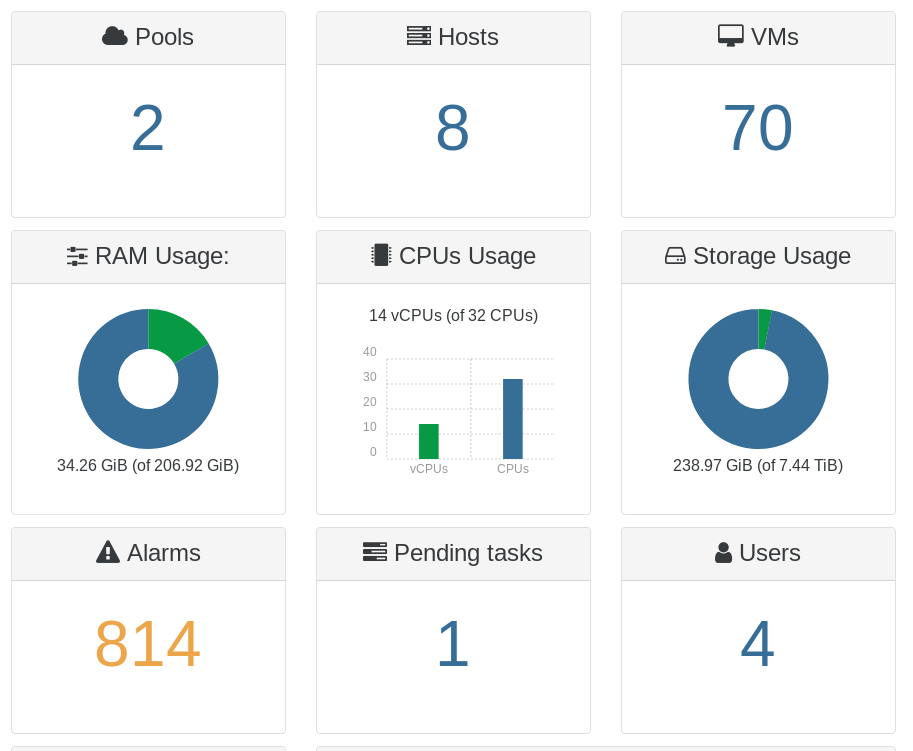 Pools
Hosts
VMs
2
8
70
RAM Usage:
CPUs Usage
Storage Usage
34.26 GiB (of 206.92 GiB)
14 vCPUs (of 32 CPUs)
40
30
20
10
0
vCPUs
CPUs
238.97 GiB (of 7.44 TiB)
Alarms
Pending tasks
Users
814
1
4